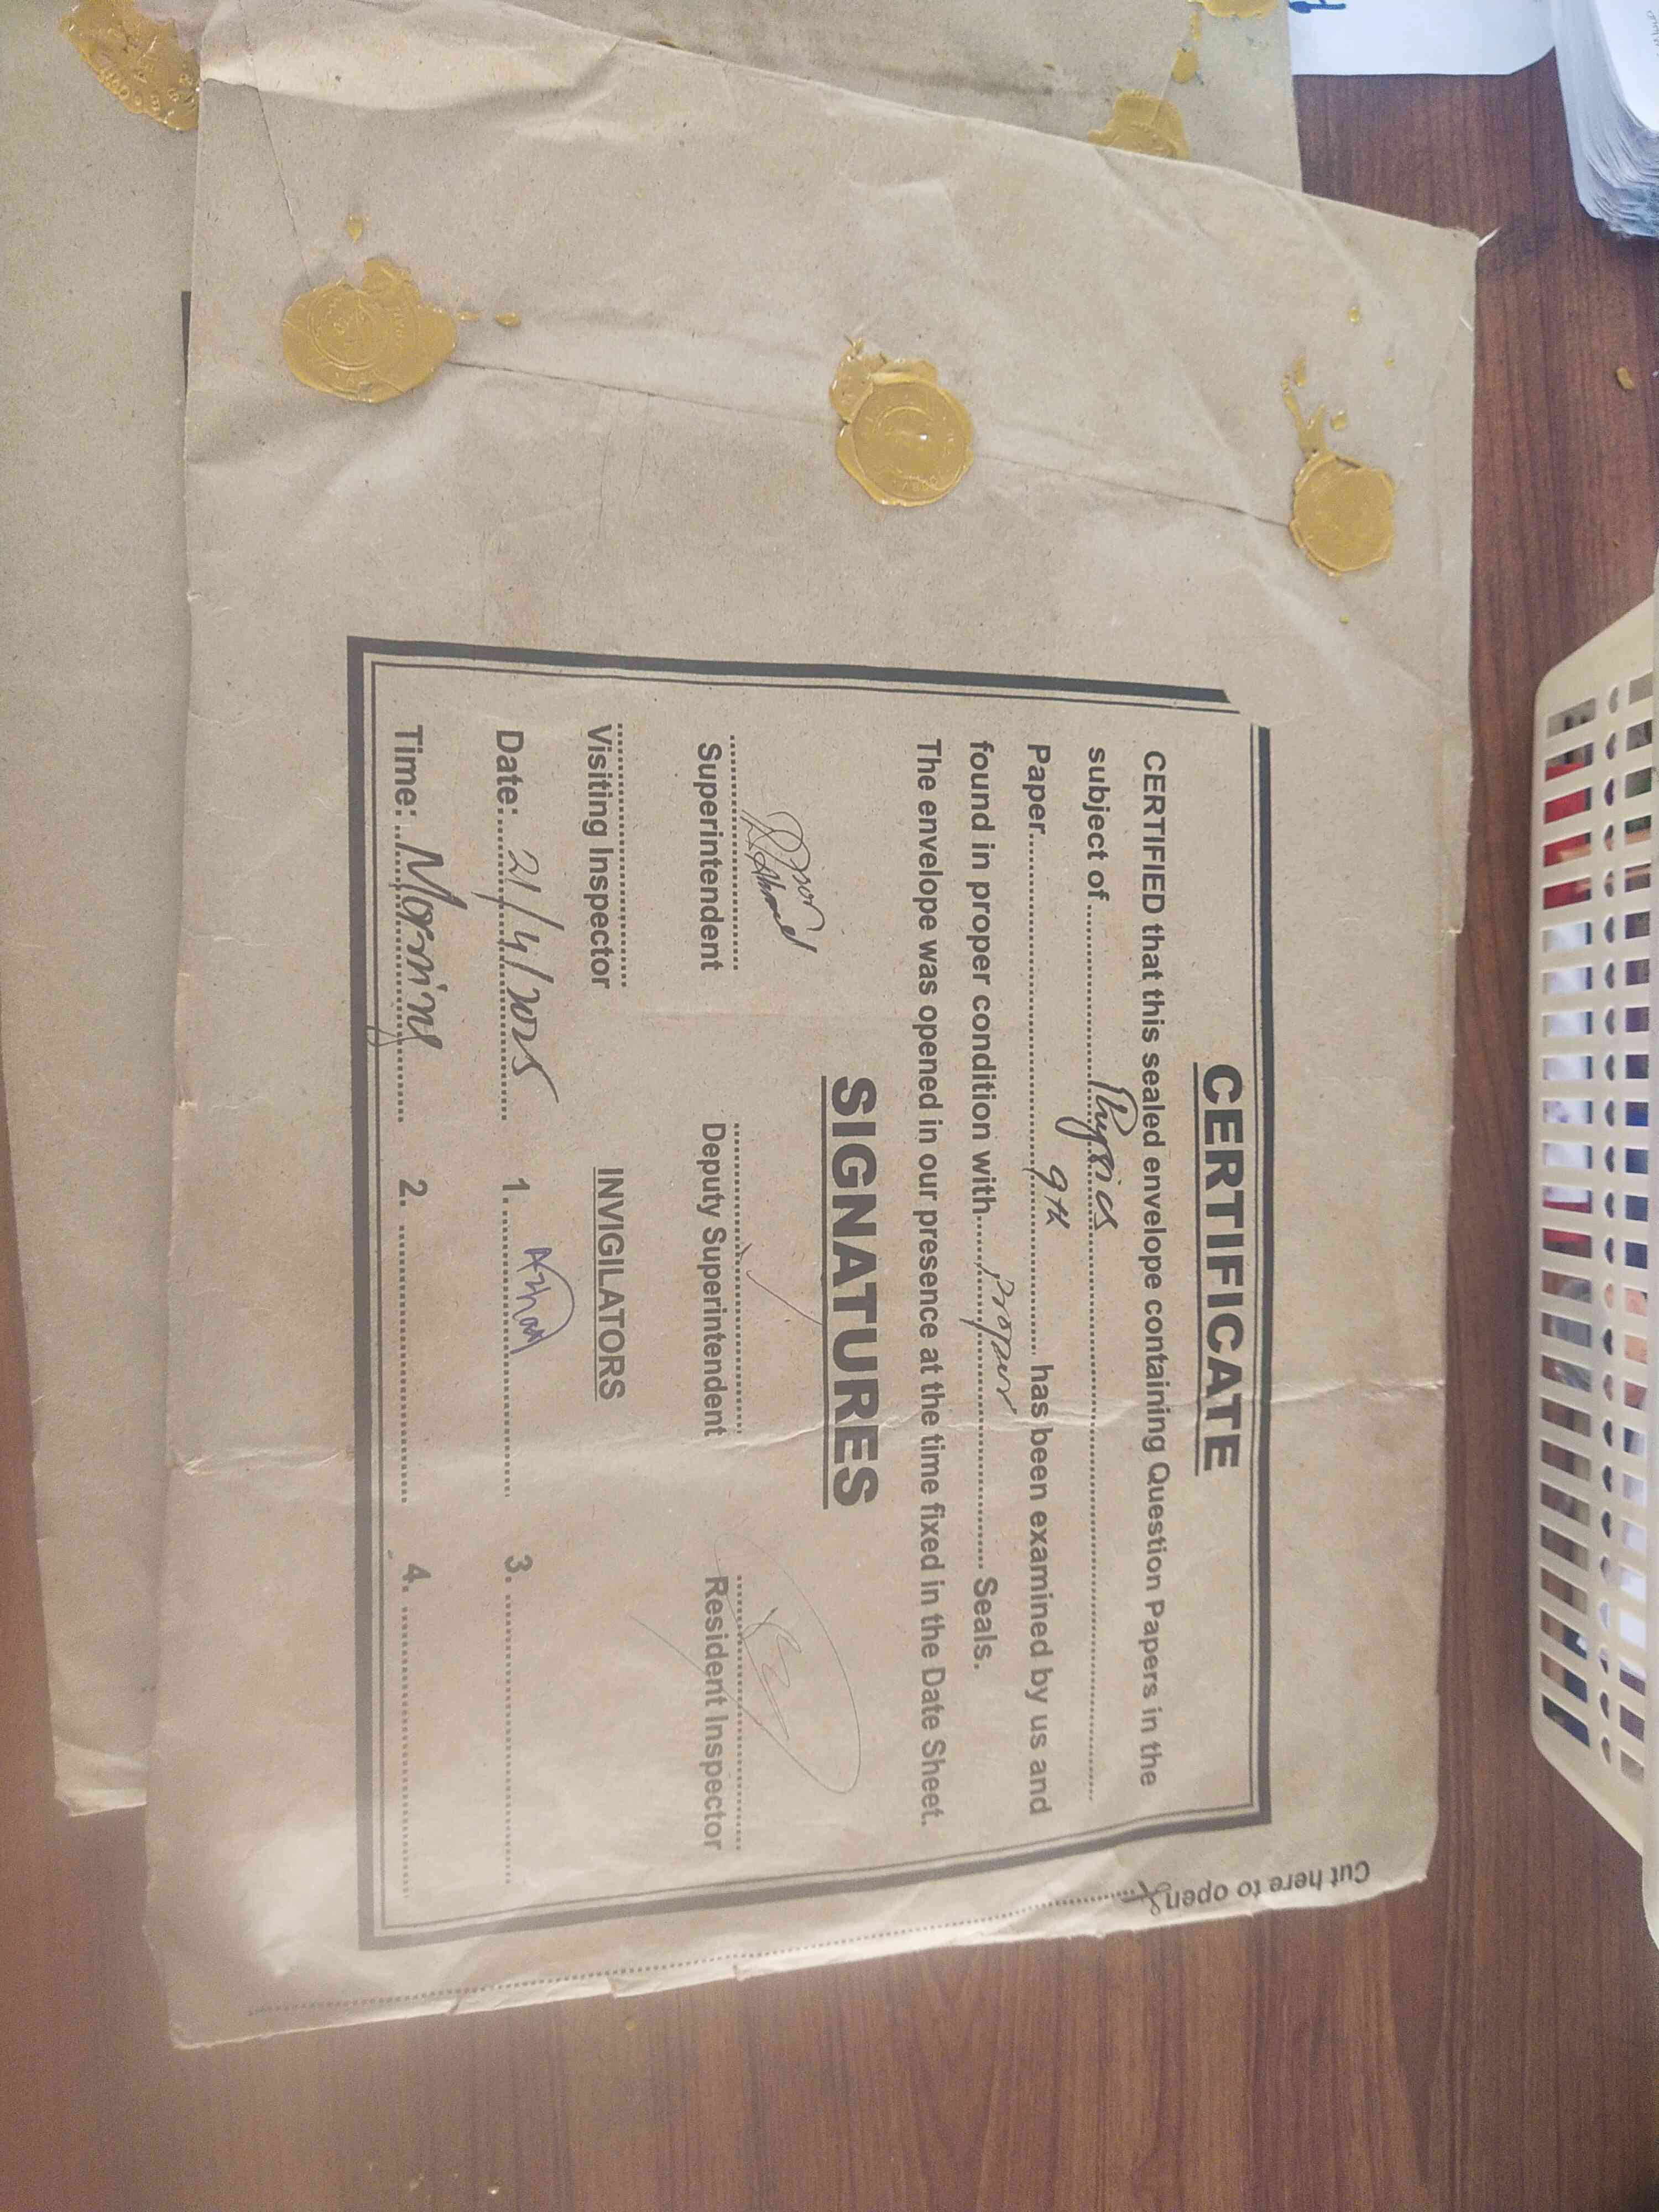 CERTIFICATE
CERTIFIED that this sealed envelope containing Question Papers in the
subject of.......Physics.......
Paper.......9th....... has been examined by us and
found in proper condition with.......proper....... Seals.
The envelope was opened in our presence at the time fixed in the Date Sheet.
SIGNATURES
Superintendent Deputy Superintendent Resident Inspector
Visiting Inspector INVIGILATORS
Date: 21/4/2025 1. Azhar 3.
Time: Morning 2. 4.
Cut here to open